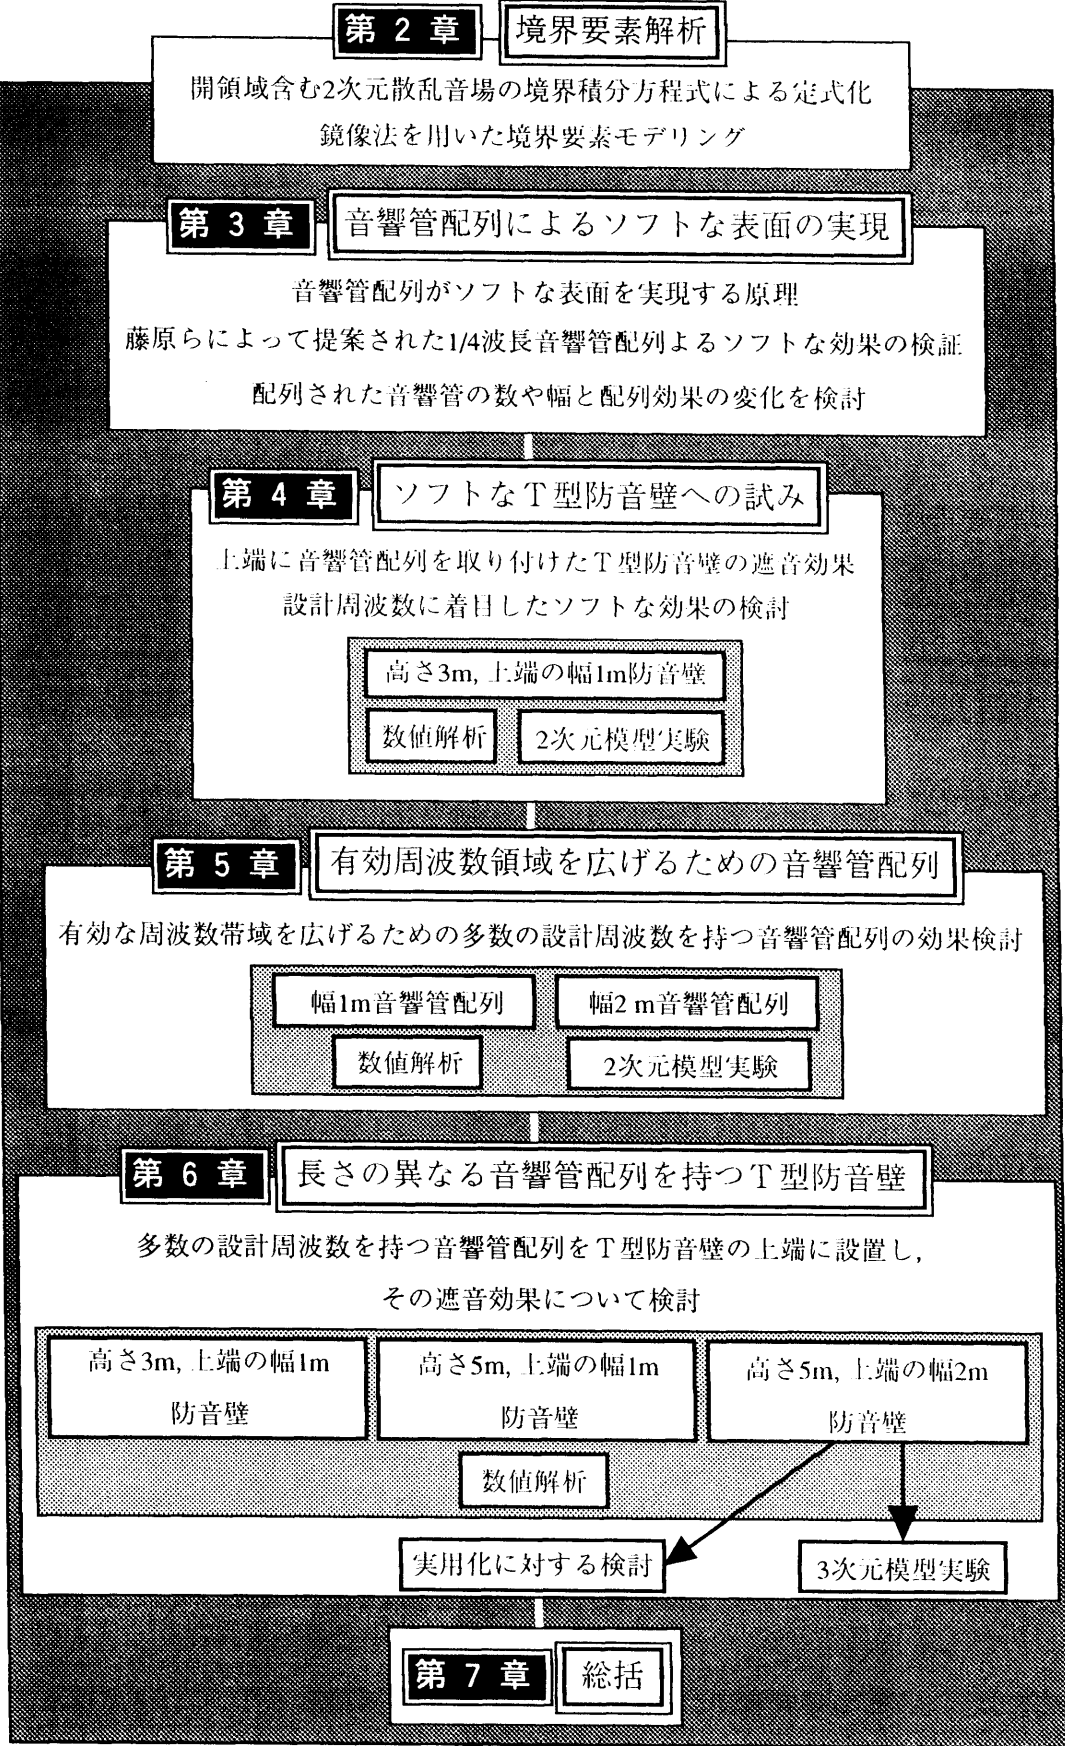 第 2 章 境界要素解析
開領域含む2次元散乱音場の境界積分方程式による定式化
鏡像法を用いた境界要素モデリング
第 3 章 音響管配列によるソフトな表面の実現
音響管配列がソフトな表面を実現する原理
藤原らによって提案された1/4波長音響管配列よるソフトな効果の検証
配列された音響管の数や幅と配列効果の変化を検討
第 4 章 ソフトなT型防音壁への試み
上端に音響管配列を取り付けたT型防音壁の遮音効果
設計周波数に着目したソフトな効果の検討
高さ3m, 上端の幅1m防音壁
数値解析 2次元模型実験
第 5 章 有効周波数領域を広げるための音響管配列
有効な周波数帯域を広げるための多数の設計周波数を持つ音響管配列の効果検討
幅1m音響管配列 幅2 m音響管配列
数値解析 2次元模型実験
第 6 章 長さの異なる音響管配列を持つT型防音壁
多数の設計周波数を持つ音響管配列をT型防音壁の上端に設置し,
その遮音効果について検討
高さ3m, 上端の幅1m
防音壁
高さ5m, 上端の幅1m
防音壁
高さ5m, 上端の幅2m
防音壁
数値解析
実用化に対する検討 3次元模型実験
第 7 章 総括